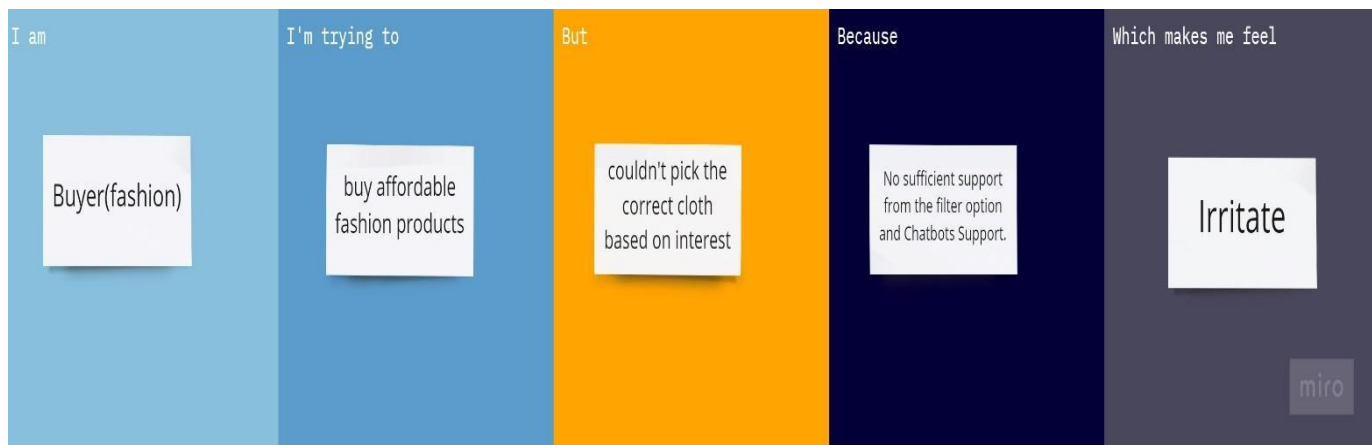 I am
Buyer(fashion)
I'm trying to
buy affordable
fashion products
But
couldn't pick the
correct cloth
based on interest
Because
No sufficient support
from the filter option
and Chatbots Support.
Which makes me feel
Irritate
miro